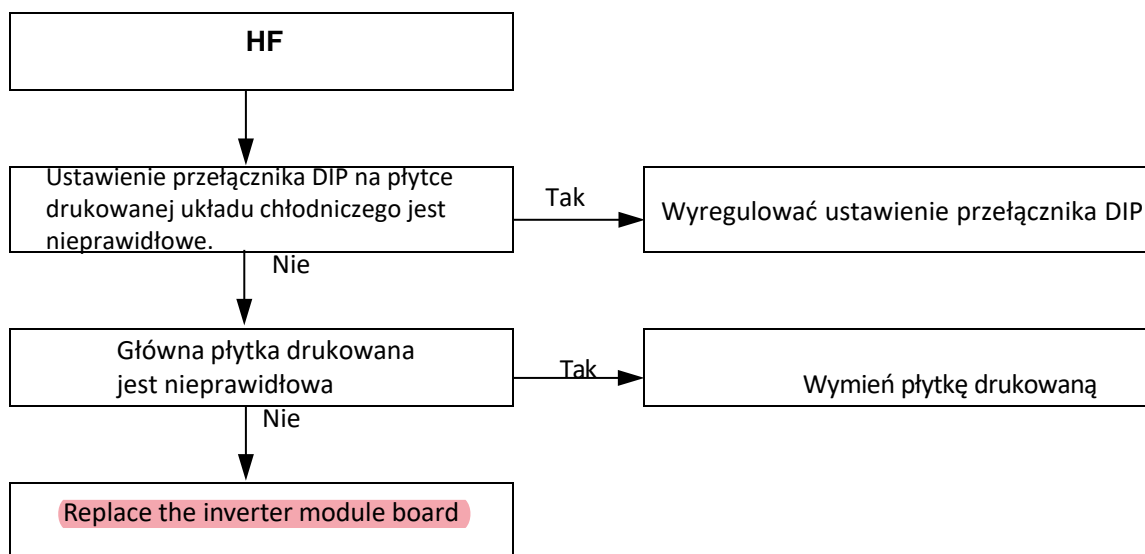 HF
Ustawienie przełącznika DIP na płytce
drukowanej układu chłodniczego jest
nieprawidłowe.
Tak
Wyregulować ustawienie przełącznika DIP
Nie
Główna płytka drukowana
jest nieprawidłowa
Tak
Wymień płytkę drukowaną
Nie
Replace the inverter module board